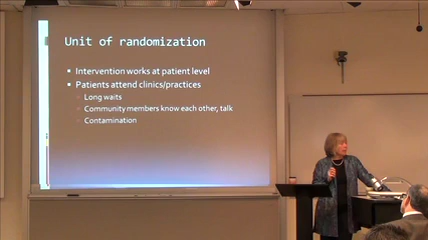 Unit of randomization
Intervention works at patient level
Patients attend clinics/practices
Long waits
Community members know each other, talk
Contamination